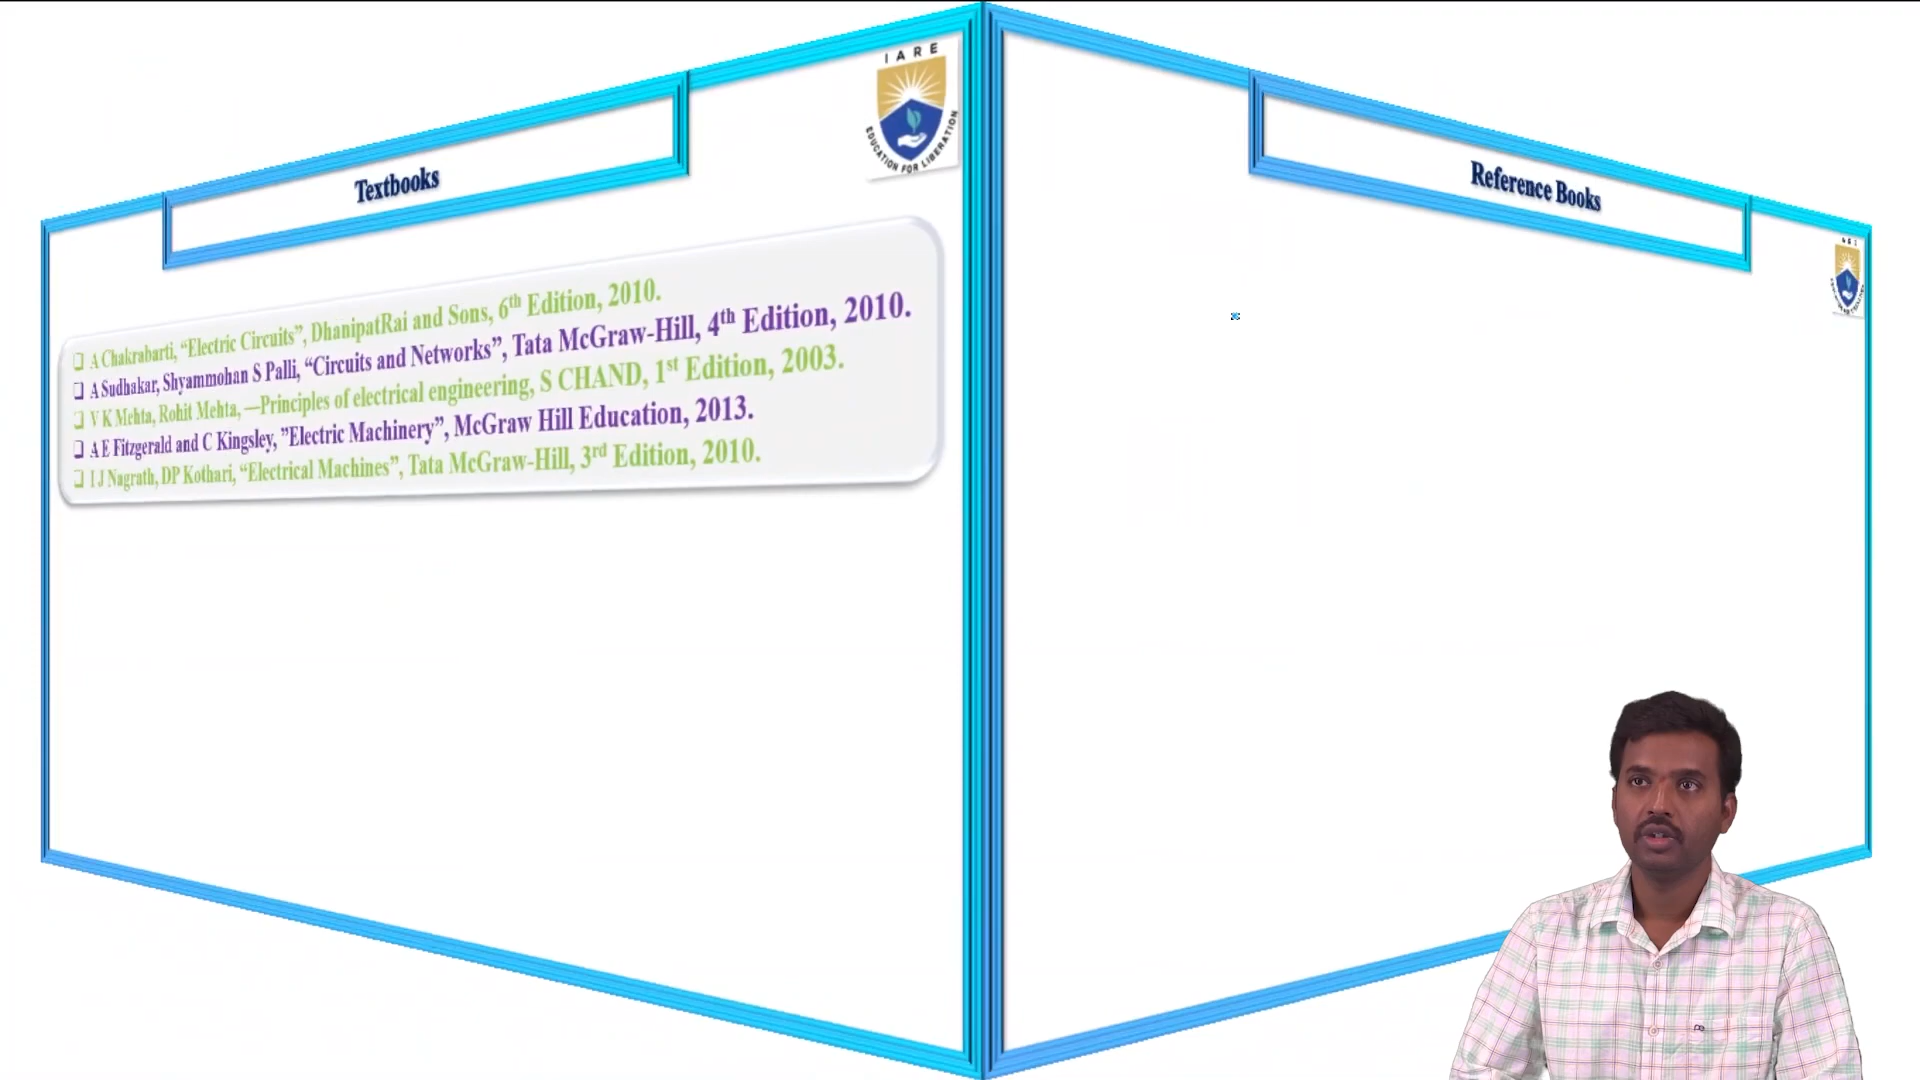 IARE
EDUCATION FOR LIBERATION
Textbooks
❑ A Chakrabarti, “Electric Circuits”, DhanipatRai and Sons, 6th Edition, 2010.
❑ A Sudhakar, Shyammohan S Palli, “Circuits and Networks”, Tata McGraw-Hill, 4th Edition, 2010.
❑ V K Mehta, Rohit Mehta, ―Principles of electrical engineering, S CHAND, 1st Edition, 2003.
❑ A E Fitzgerald and C Kingsley, ”Electric Machinery”, McGraw Hill Education, 2013.
❑ I J Nagrath, DP Kothari, “Electrical Machines”, Tata McGraw-Hill, 3rd Edition, 2010.
Reference Books